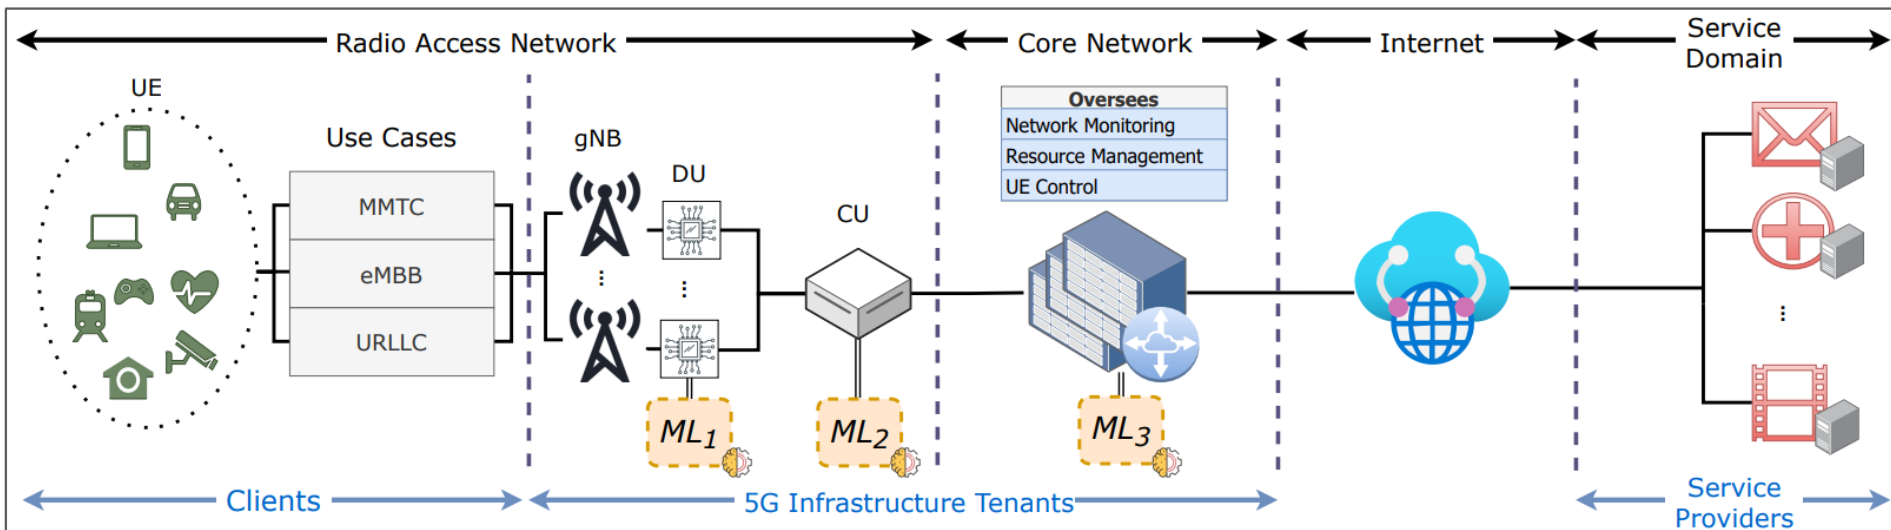 Radio Access Network
Core Network
Internet
Service
Domain
UE
Use Cases
MMTC
eMBB
URLLC
gNB
...
DU
...
CU
Oversees
Network Monitoring
Resource Management
UE Control
...
ML1
ML2
ML3
Clients
5G Infrastructure Tenants
Service
Providers